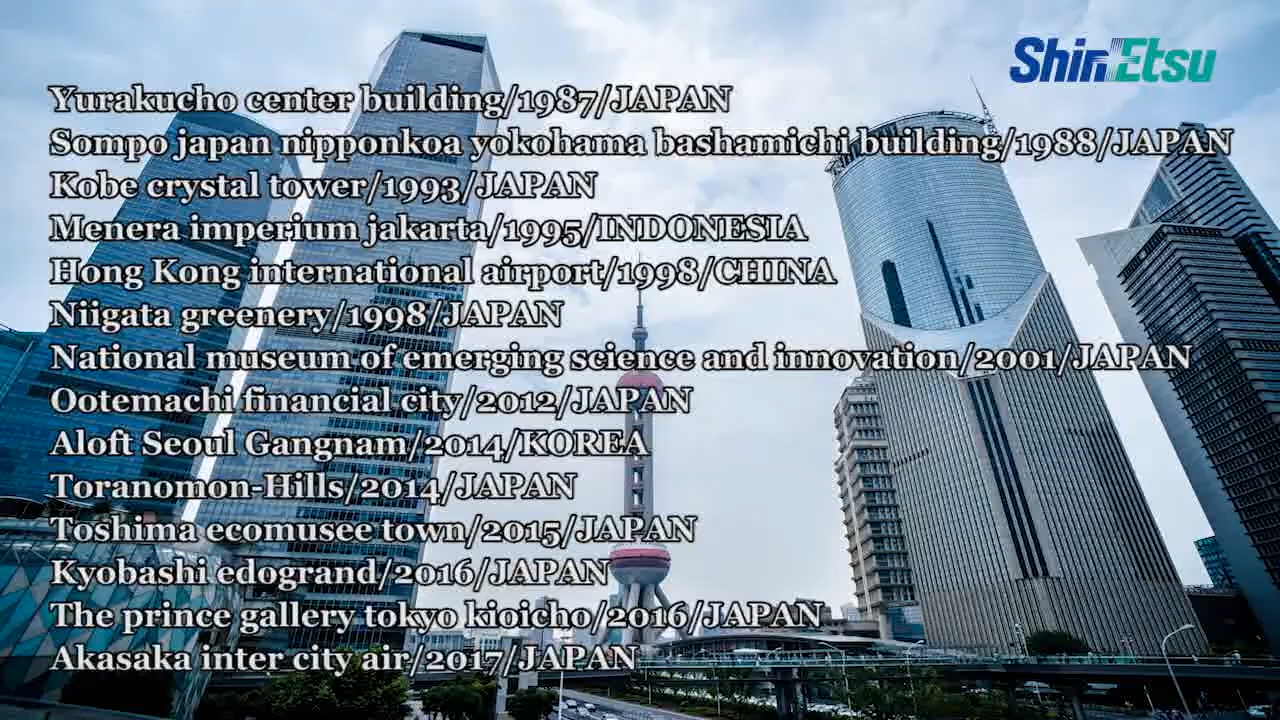 Shin Etsu
Yurakucho center building/1987/JAPAN
Sompo japan nipponkoa yokohama bashamichi building/1988/JAPAN
Kobe crystal tower/1993/JAPAN
Menera imperium jakarta/1995/INDONESIA
Hong Kong international airport/1998/CHINA
Niigata greenery/1998/JAPAN
National museum of emerging science and innovation/2001/JAPAN
Ootemachi financial city/2012/JAPAN
Aloft Seoul Gangnam/2014/KOREA
Toranomon-Hills/2014/JAPAN
Toshima ecomusee town/2015/JAPAN
Kyobashi edogrand/2016/JAPAN
The prince gallery tokyo kioicho/2016/JAPAN
Akasaka inter city air/2017/JAPAN